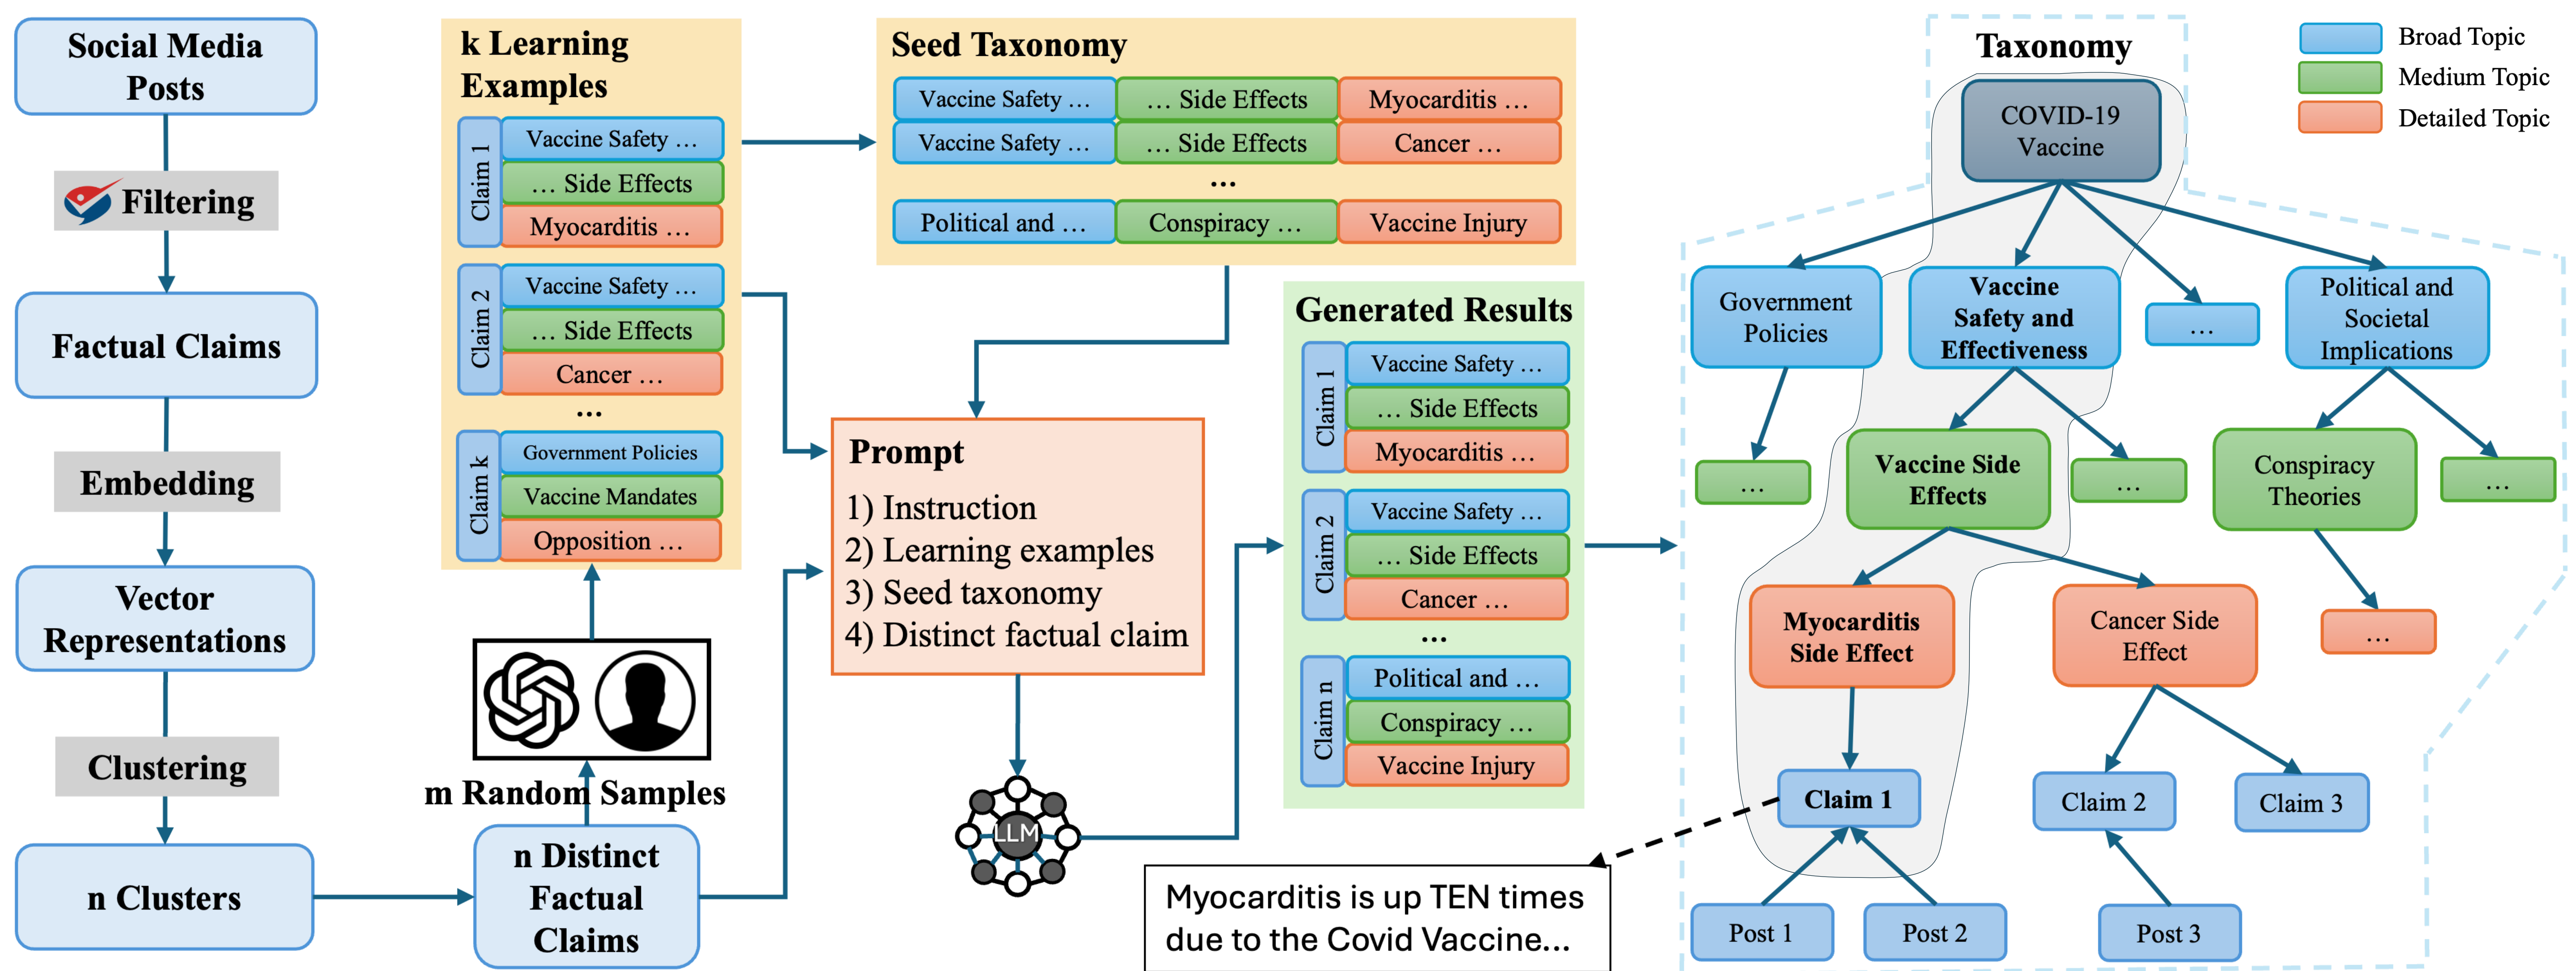 Social Media
Posts
Filtering
Factual Claims
Embedding
Vector
Representations
Clustering
n Clusters
k Learning
Examples
Claim 1
Vaccine Safety ...
... Side Effects
Myocarditis ...
Claim 2
Vaccine Safety ...
... Side Effects
Cancer ...
...
Claim k
Government Policies
Vaccine Mandates
Opposition ...
m Random Samples
n Distinct
Factual
Claims
Seed Taxonomy
Vaccine Safety ... ... Side Effects Myocarditis ...
Vaccine Safety ... ... Side Effects Cancer ...
...
Political and ... Conspiracy ... Vaccine Injury
Prompt
1) Instruction
2) Learning examples
3) Seed taxonomy
4) Distinct factual claim
LLM
Generated Results
Claim 1
Vaccine Safety ...
... Side Effects
Myocarditis ...
Claim 2
Vaccine Safety ...
... Side Effects
Cancer ...
...
Claim n
Political and ...
Conspiracy ...
Vaccine Injury
Taxonomy
Broad Topic
Medium Topic
Detailed Topic
COVID-19
Vaccine
Government
Policies
Vaccine
Safety and
Effectiveness
...
Political and
Societal
Implications
...
Vaccine Side
Effects
...
Conspiracy
Theories
...
Myocarditis
Side Effect
Cancer Side
Effect
...
Claim 1
Claim 2
Claim 3
Post 1
Post 2
Post 3
Myocarditis is up TEN times
due to the Covid Vaccine...